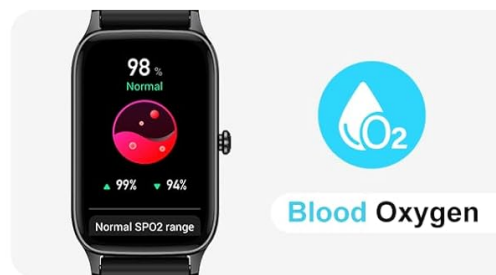 98 %
Normal
▲ 99% ▼ 94%
Normal SPO2 range
O2
Blood Oxygen